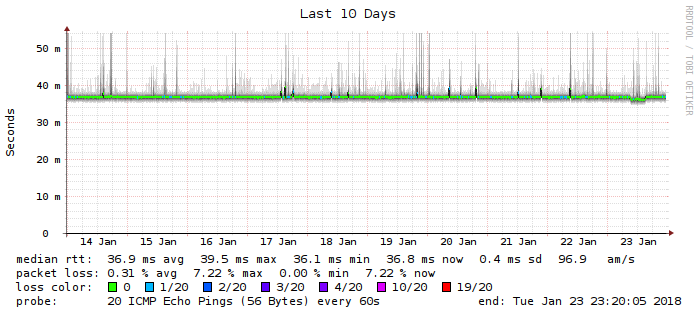 Last 10 Days
RRDTOOL / TOBI OETIKER
Seconds
50 m
40 m
30 m
20 m
10 m
0
14 Jan 15 Jan 16 Jan 17 Jan 18 Jan 19 Jan 20 Jan 21 Jan 22 Jan 23 Jan
median rtt: 36.9 ms avg 39.5 ms max 36.1 ms min 36.8 ms now 0.4 ms sd 96.9 am/s
packet loss: 0.31 % avg 7.22 % max 0.00 % min 7.22 % now
loss color: 0 1/20 2/20 3/20 4/20 10/20 19/20
probe: 20 ICMP Echo Pings (56 Bytes) every 60s end: Tue Jan 23 23:20:05 2018